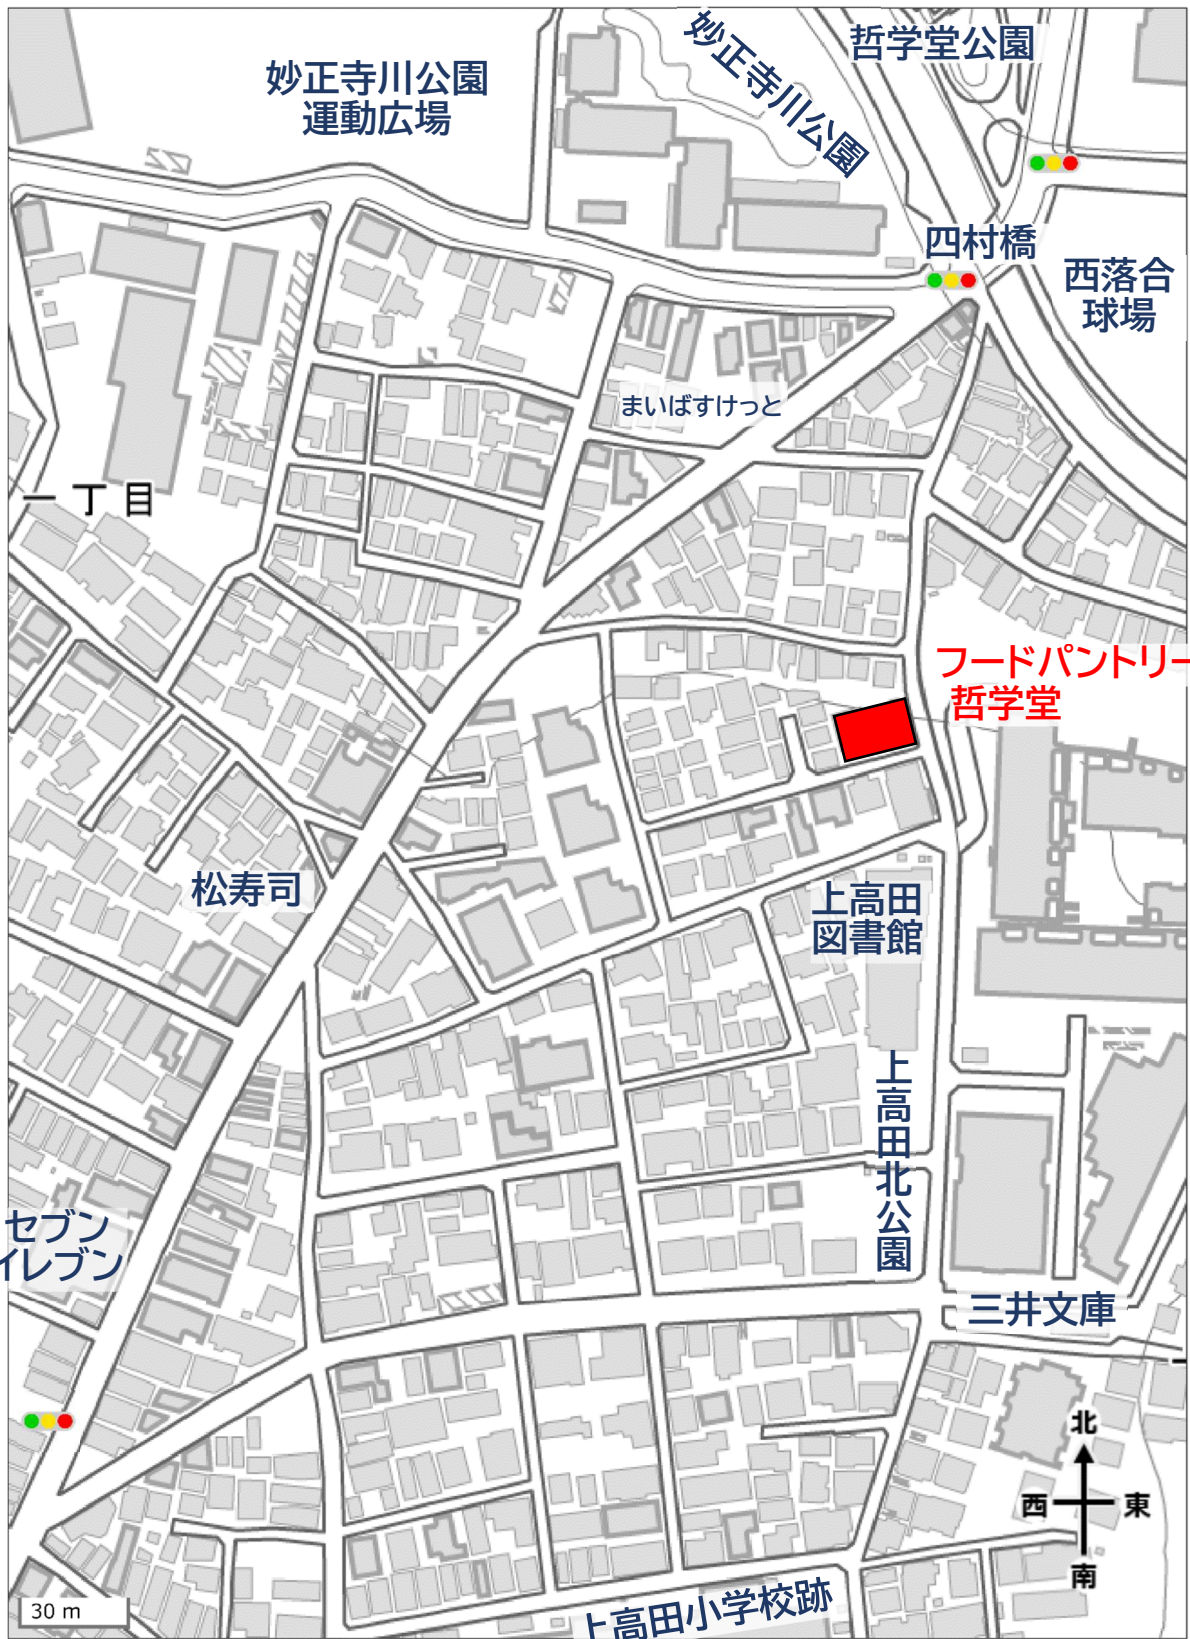 妙正寺川公園
運動広場
妙正寺川公園
哲学堂公園
四村橋
西落合
球場
まいばすけっと
一丁目
フードパントリー
哲学堂
松寿司
上高田
図書館
上高田北公園
セブン
イレブン
三井文庫
北
西
東
南
30 m
上高田小学校跡